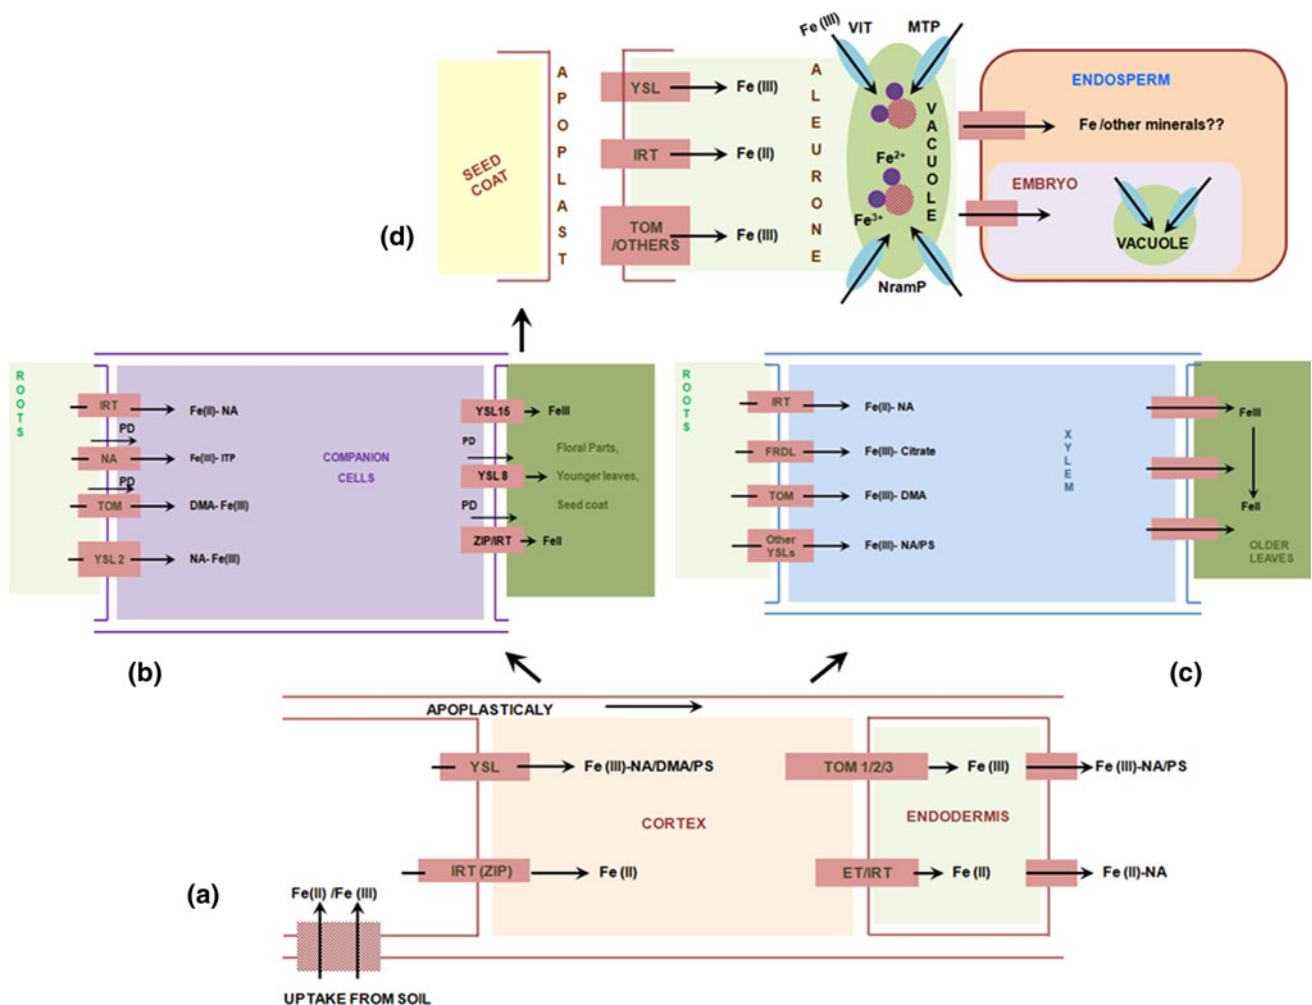 Fe (III)
VIT
MTP
SEED
COAT
APOPLAST
YSL
Fe (III)
IRT
Fe (II)
TOM
/OTHERS
Fe (III)
ALEURONE
VACUOLE
Fe2+
Fe3+
NramP
ENDOSPERM
Fe /other minerals??
EMBRYO
VACUOLE
(d)
ROOTS
IRT
Fe(II)- NA
PD
NA
Fe(III)- ITP
PD
TOM
DMA- Fe(III)
YSL 2
NA- Fe(III)
COMPANION
CELLS
YSL15
FeIII
PD
YSL 8
PD
ZIP/IRT
FeII
Floral Parts,
Younger leaves,
Seed coat
(b)
ROOTS
IRT
Fe(II)- NA
FRDL
Fe(III)- Citrate
TOM
Fe(III)- DMA
Other
YSLs
Fe(III)- NA/PS
XYLEM
FeIII
FeII
OLDER
LEAVES
(c)
APOPLASTICALY
YSL
Fe (III)-NA/DMA/PS
CORTEX
IRT (ZIP)
Fe (II)
TOM 1/2/3
Fe (III)
Fe (III)-NA/PS
ENDODERMIS
ET/IRT
Fe (II)
Fe (II)-NA
(a)
Fe(II) /Fe (III)
UPTAKE FROM SOIL